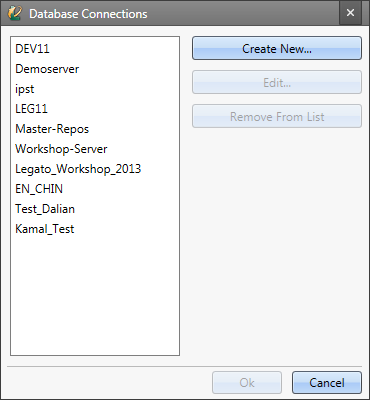 Database Connections
DEV11
Demoserver
ipst
LEG11
Master-Repos
Workshop-Server
Legato_Workshop_2013
EN_CHIN
Test_Dalian
Kamal_Test
Create New...
Edit...
Remove From List
Ok
Cancel